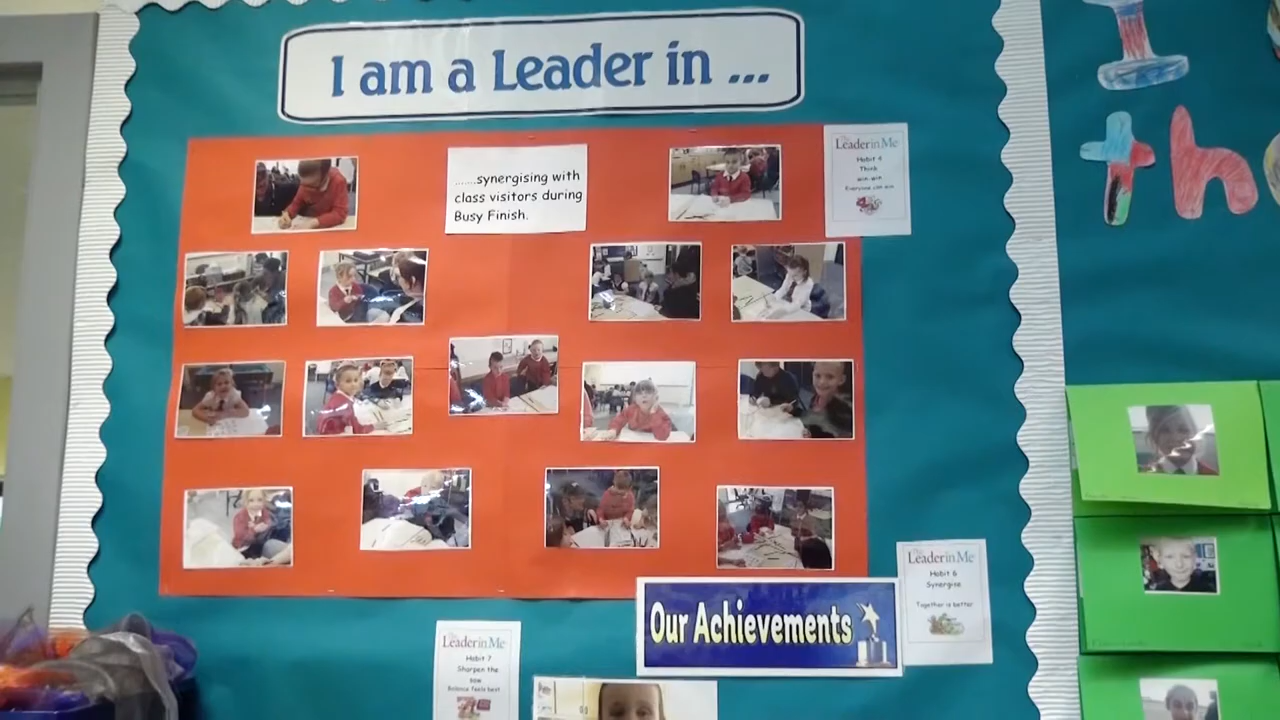 I am a Leader in ...
......synergising with
class visitors during
Busy Finish.
Leader in Me
Habit 4
Think
win-win
Everyone can win
I
th
Our Achievements
Leader in Me
Habit 6
Synergise
Together is better
Leader in Me
Habit 7
Sharpen the
saw
Balance feels best